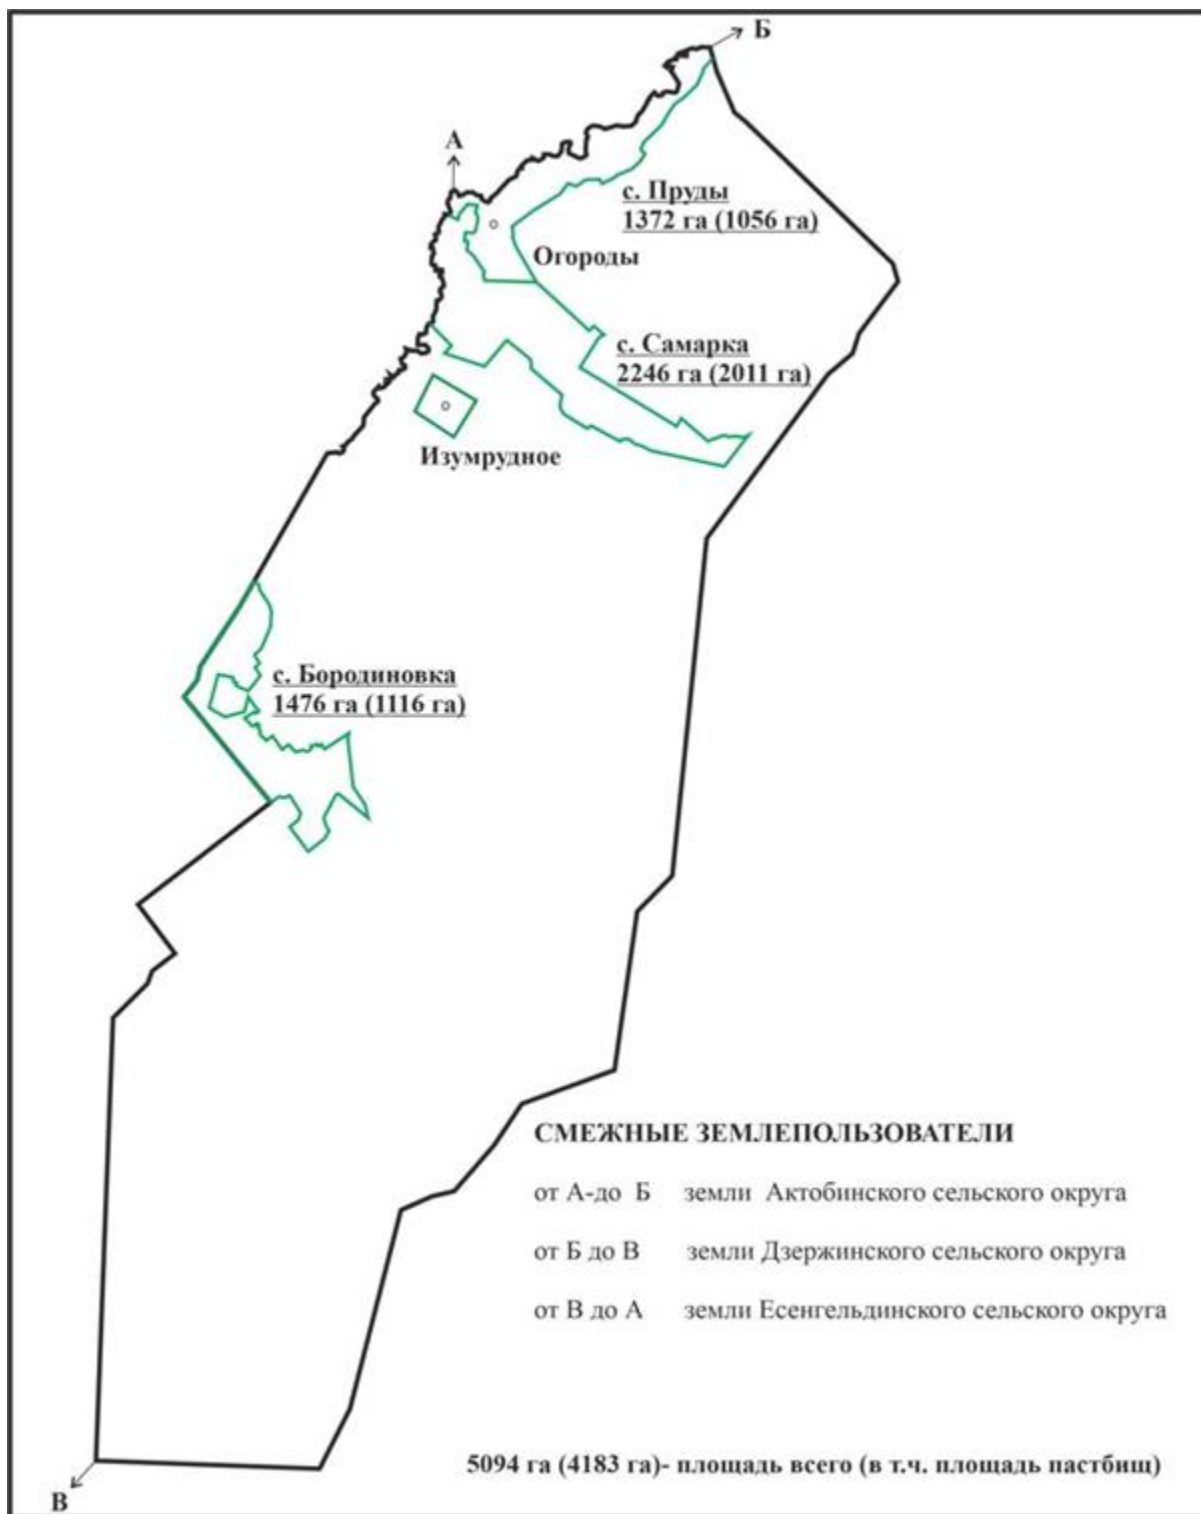 Б
А
с. Пруды
1372 га (1056 га)
Огороды
с. Самарка
2246 га (2011 га)
Изумрудное
с. Бородиновка
1476 га (1116 га)
СМЕЖНЫЕ ЗЕМЛЕПОЛЬЗОВАТЕЛИ
от А-до Б земли Актобинского сельского округа
от Б до В земли Дзержинского сельского округа
от В до А земли Есенгельдинского сельского округа
5094 га (4183 га)- площадь всего (в т.ч. площадь пастбищ)
В